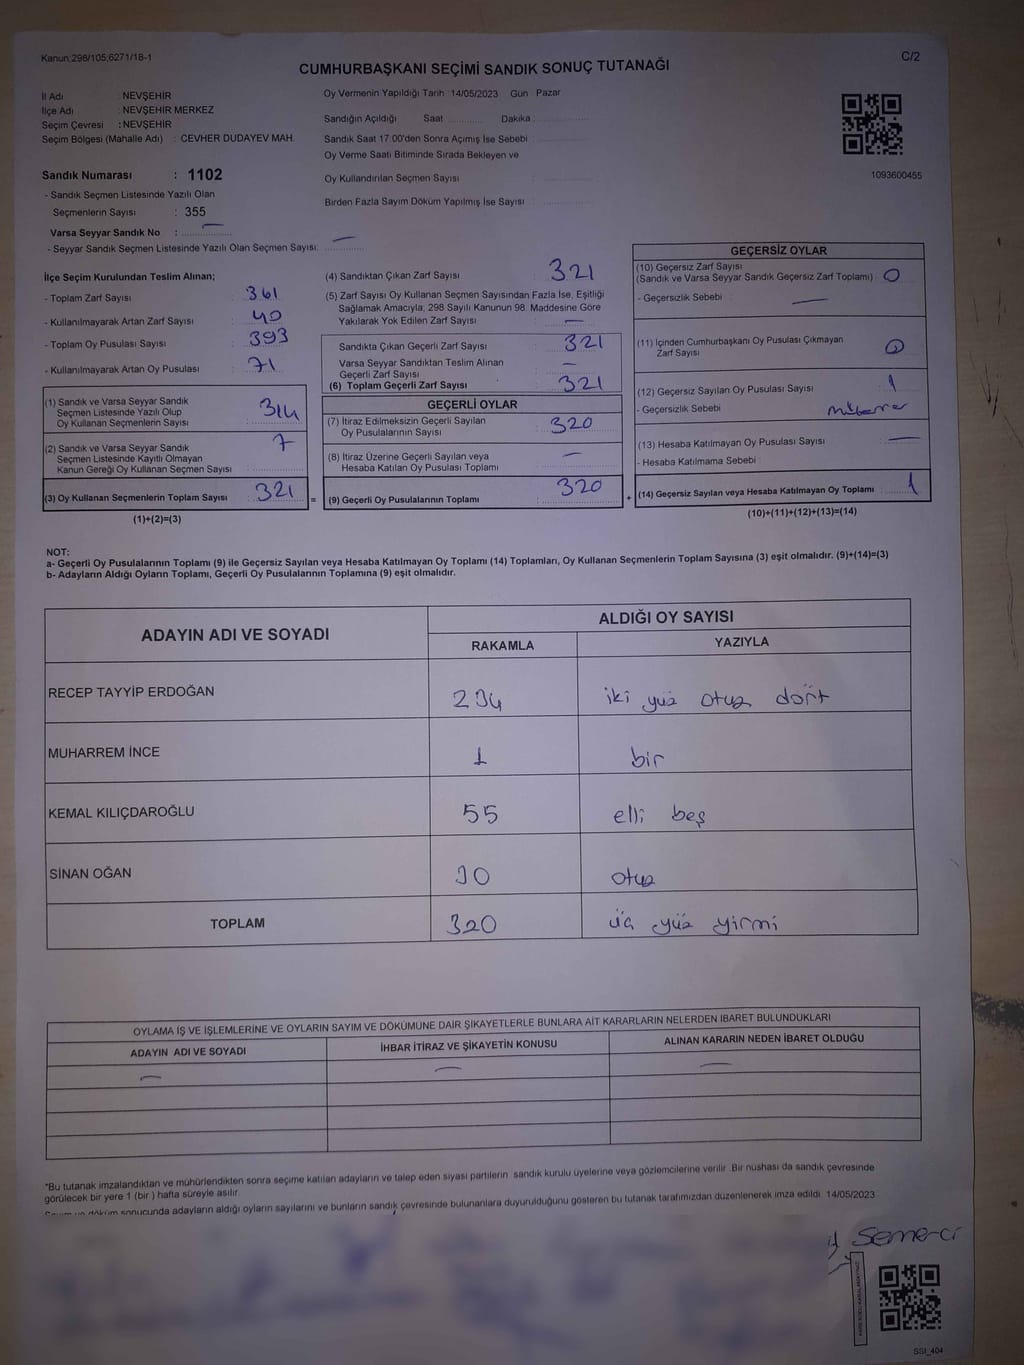 Kanun;298/105;6271/18-1
C/2
CUMHURBAŞKANI SEÇİMİ SANDIK SONUÇ TUTANAĞI
İl Adı : NEVŞEHİR
İlçe Adı : NEVŞEHİR MERKEZ
Seçim Çevresi : NEVŞEHİR
Seçim Bölgesi (Mahalle Adı) : CEVHER DUDAYEV MAH.
Oy Vermenin Yapıldığı Tarih :14/05/2023 Gün : Pazar
Sandığın Açıldığı Saat Dakika
Sandık Saat 17:00'den Sonra Açımış İse Sebebi
Oy Verme Saati Bitiminde Sırada Bekleyen ve
Oy Kullandırılan Seçmen Sayısı
Birden Fazla Sayım Döküm Yapılmış İse Sayısı
1093600455
Sandık Numarası : 1102
- Sandık Seçmen Listesinde Yazılı Olan
Seçmenlerin Sayısı : 355
Varsa Seyyar Sandık No : —
- Seyyar Sandık Seçmen Listesinde Yazılı Olan Seçmen Sayısı: —
İlçe Seçim Kurulundan Teslim Alınan;
- Toplam Zarf Sayısı : 361
- Kullanılmayarak Artan Zarf Sayısı : 40
- Toplam Oy Pusulası Sayısı : 393
- Kullanılmayarak Artan Oy Pusulası : 71
(1) Sandık ve Varsa Seyyar Sandık
Seçmen Listesinde Yazılı Olup
Oy Kullanan Seçmenlerin Sayısı 314
(2) Sandık ve Varsa Seyyar Sandık
Seçmen Listesinde Kayıtlı Olmayan
Kanun Gereği Oy Kullanan Seçmen Sayısı 7
(3) Oy Kullanan Seçmenlerin Toplam Sayısı 321
(1)+(2)=(3)
(4) Sandıktan Çıkan Zarf Sayısı : 321
(5) Zarf Sayısı Oy Kullanan Seçmen Sayısından Fazla İse, Eşitliği
Sağlamak Amacıyla; 298 Sayılı Kanunun 98. Maddesine Göre
Yakılarak Yok Edilen Zarf Sayısı : —
Sandıkta Çıkan Geçerli Zarf Sayısı : 321
Varsa Seyyar Sandıktan Teslim Alınan
Geçerli Zarf Sayısı : —
(6) Toplam Geçerli Zarf Sayısı : 321
GEÇERLİ OYLAR
(7) İtiraz Edilmeksizin Geçerli Sayılan
Oy Pusulalarının Sayısı : 320
(8) İtiraz Üzerine Geçerli Sayılan veya
Hesaba Katılan Oy Pusulası Toplamı : —
= (9) Geçerli Oy Pusulalarının Toplamı : 320
GEÇERSİZ OYLAR
(10) Geçersiz Zarf Sayısı
(Sandık ve Varsa Seyyar Sandık Geçersiz Zarf Toplamı) : 0
- Geçersizlik Sebebi : —
(11) İçinden Cumhurbaşkanı Oy Pusulası Çıkmayan
Zarf Sayısı 0
(12) Geçersiz Sayılan Oy Pusulası Sayısı : 1
- Geçersizlik Sebebi
(13) Hesaba Katılmayan Oy Pusulası Sayısı : —
- Hesaba Katılmama Sebebi :
+ (14) Geçersiz Sayılan veya Hesaba Katılmayan Oy Toplamı : 1
(10)+(11)+(12)+(13)=(14)
NOT:
a- Geçerli Oy Pusulalarının Toplamı (9) ile Geçersiz Sayılan veya Hesaba Katılmayan Oy Toplamı (14) Toplamları, Oy Kullanan Seçmenlerin Toplam Sayısına (3) eşit olmalıdır. (9)+(14)=(3)
b- Adayların Aldığı Oyların Toplamı, Geçerli Oy Pusulalarının Toplamına (9) eşit olmalıdır.
ADAYIN ADI VE SOYADI ALDIĞI OY SAYISI
RAKAMLA YAZIYLA
RECEP TAYYİP ERDOĞAN 234 iki yüz otuz dört
MUHARREM İNCE 1 bir
KEMAL KILIÇDAROĞLU 55 elli beş
SİNAN OĞAN 30 otuz
TOPLAM 320 üç yüz yirmi
OYLAMA İŞ VE İŞLEMLERİNE VE OYLARIN SAYIM VE DÖKÜMÜNE DAİR ŞİKAYETLERLE BUNLARA AİT KARARLARIN NELERDEN İBARET BULUNDUKLARI
ADAYIN ADI VE SOYADI İHBAR İTİRAZ VE ŞİKAYETİN KONUSU ALINAN KARARIN NEDEN İBARET OLDUĞU
— — —
*Bu tutanak imzalandıktan ve mühürlendikten sonra seçime katılan adayların ve talep eden siyasi partilerin sandık kurulu üyelerine veya gözlemcilerine verilir. Bir nüshası da sandık çevresinde
görülecek bir yere 1 (bir ) hafta süreyle asılır.
Sayım ve döküm sonucunda adayların aldığı oyların sayılarını ve bunların sandık çevresinde bulunanlara duyurulduğunu gösteren bu tutanak tarafımızdan düzenlenerek imza edildi. 14/05/2023
Semerci
SSİ_404